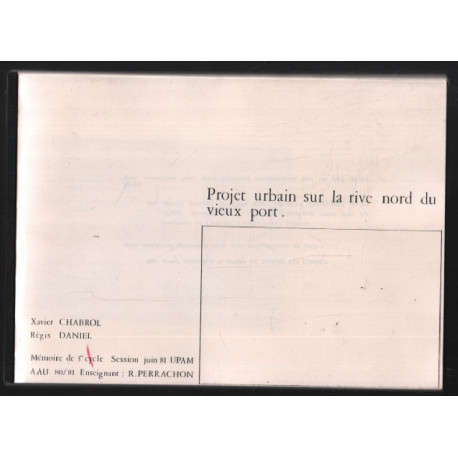 Projet urbain sur la rive nord du
vieux port.
Xavier CHABROL
Régis DANIEL
Mémoire de 3° cycle Session juin 81 UPAM
AAU 80/81 Enseignant : R. PERRACHON